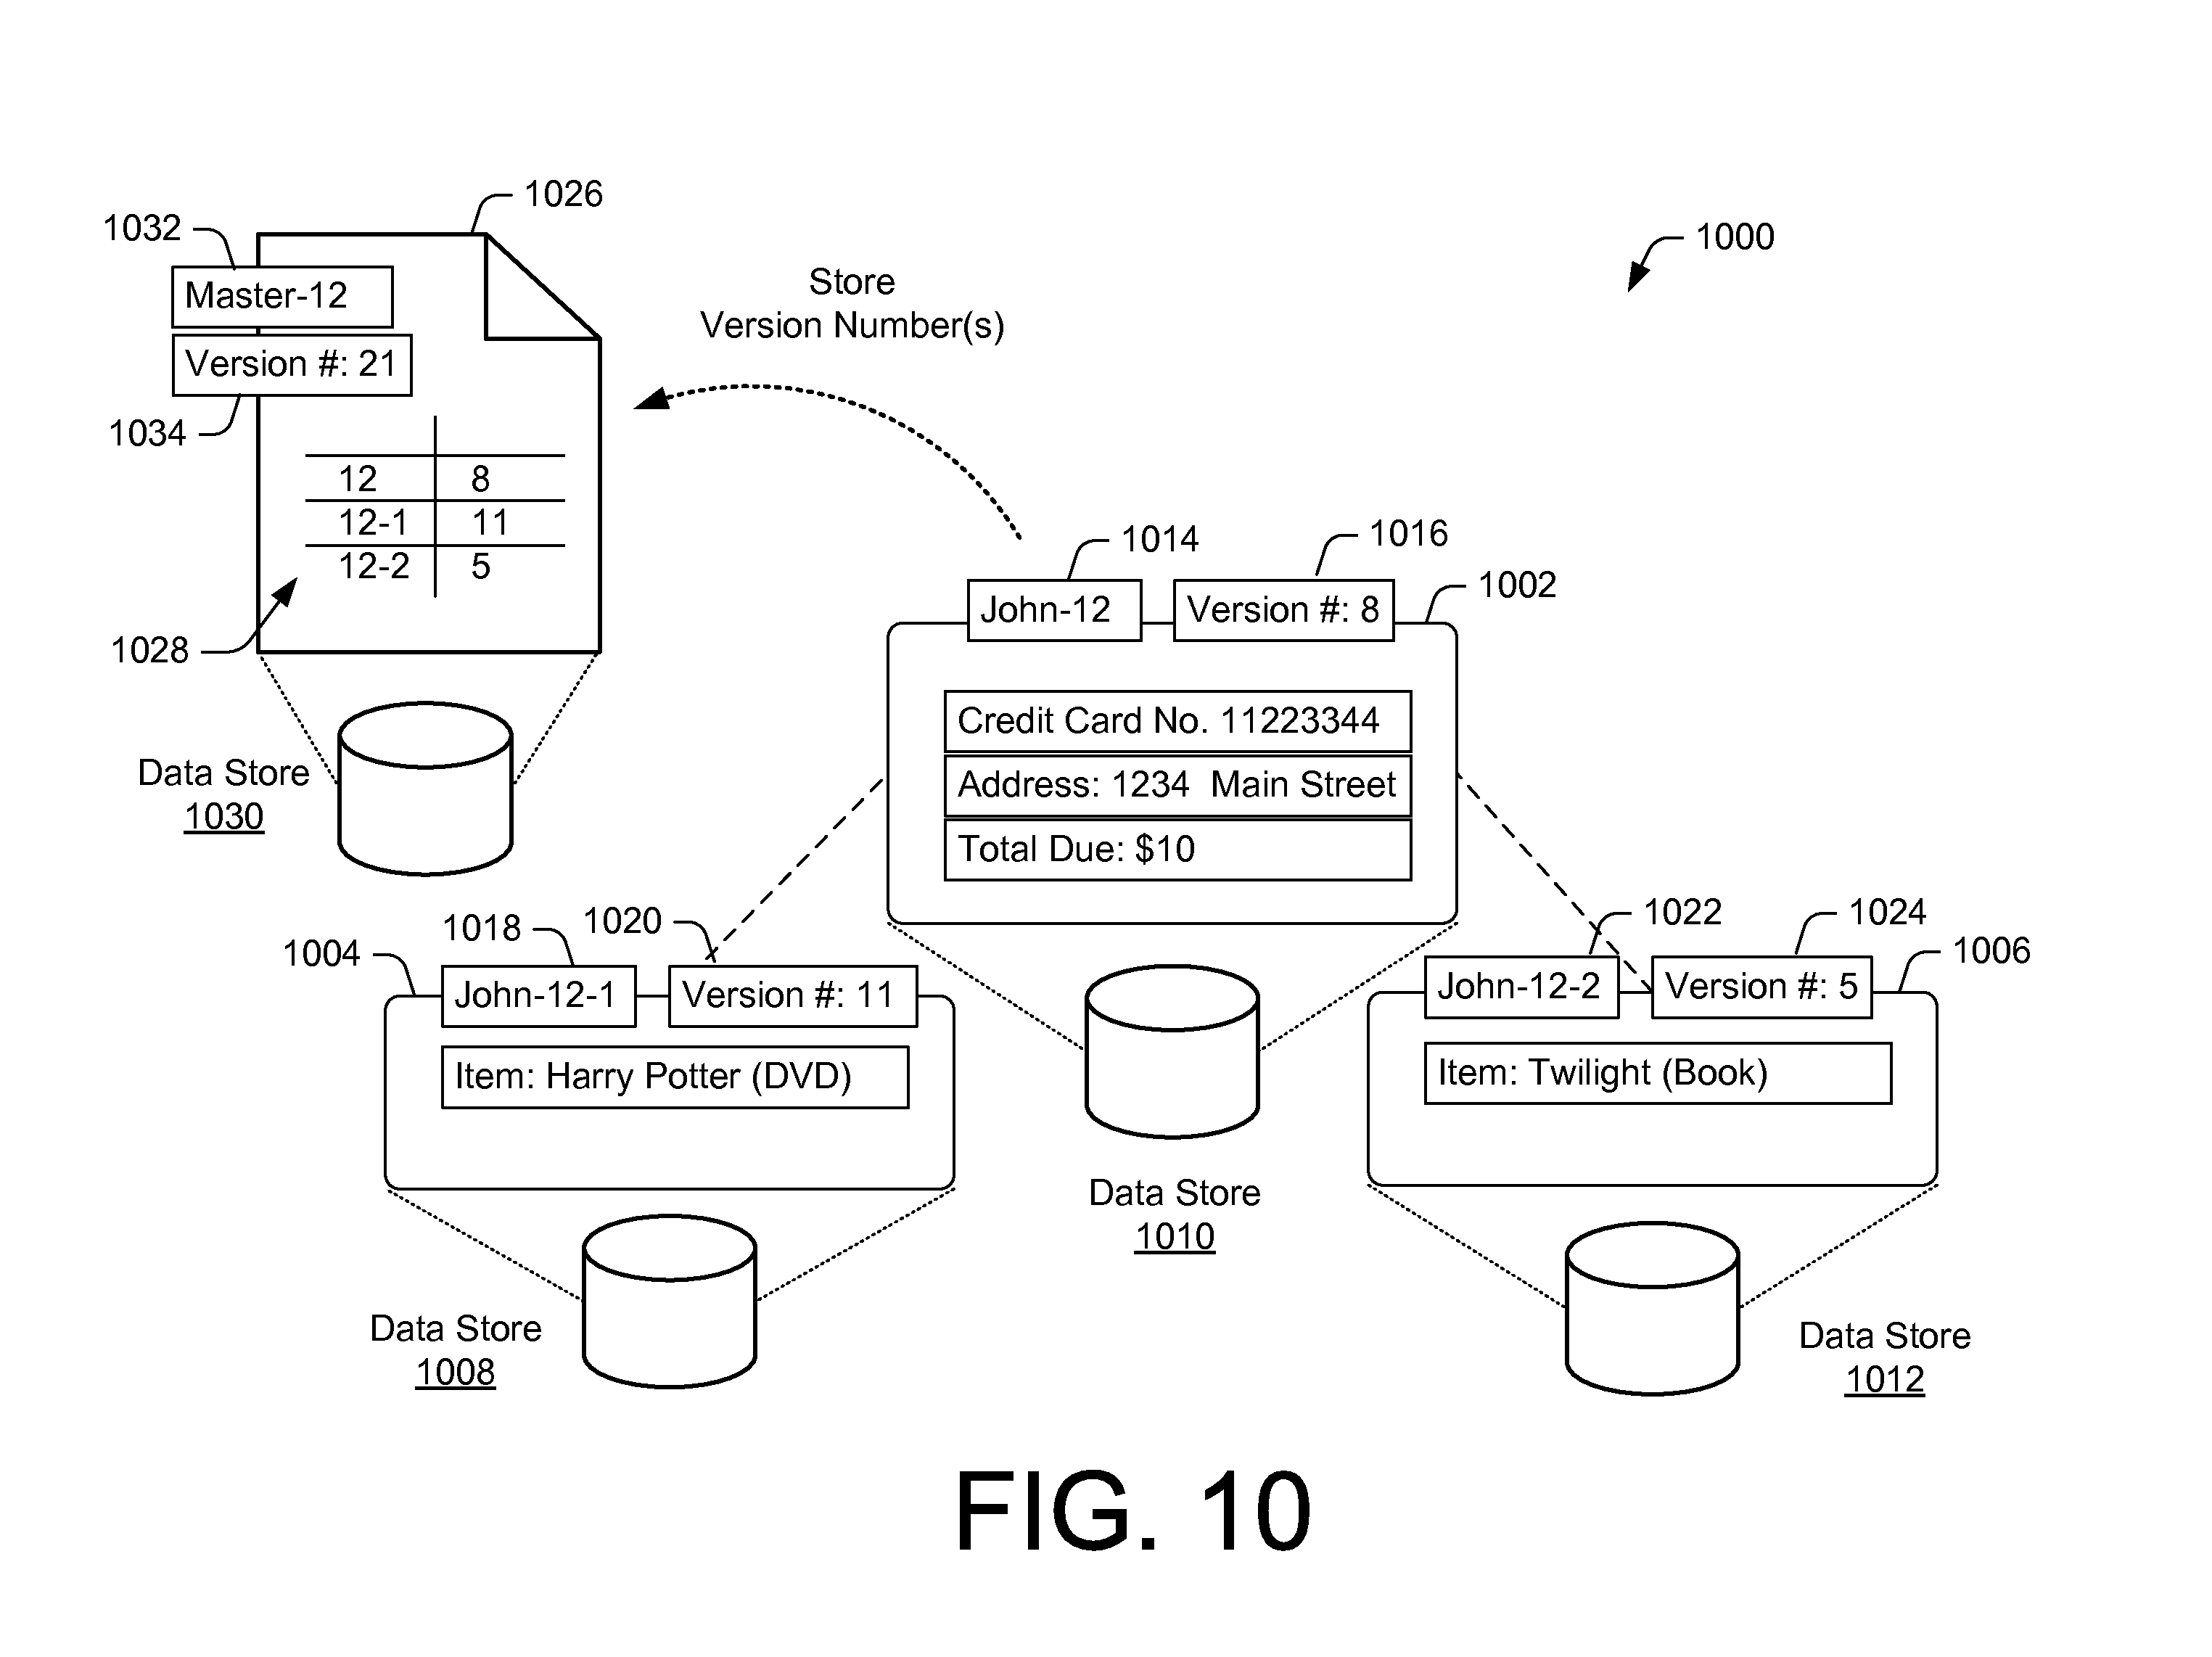 1026
1032
1000
Master-12
Store
Version Number(s)
Version #: 21
1034
12 8
12-1 11
12-2 5
1028
1014
1016
1002
John-12
Version #: 8
Credit Card No. 11223344
Address: 1234 Main Street
Total Due: $10
Data Store
1030
1004
1018
1020
John-12-1
Version #: 11
Item: Harry Potter (DVD)
1022
1024
1006
John-12-2
Version #: 5
Item: Twilight (Book)
Data Store
1010
Data Store
1008
Data Store
1012
FIG. 10